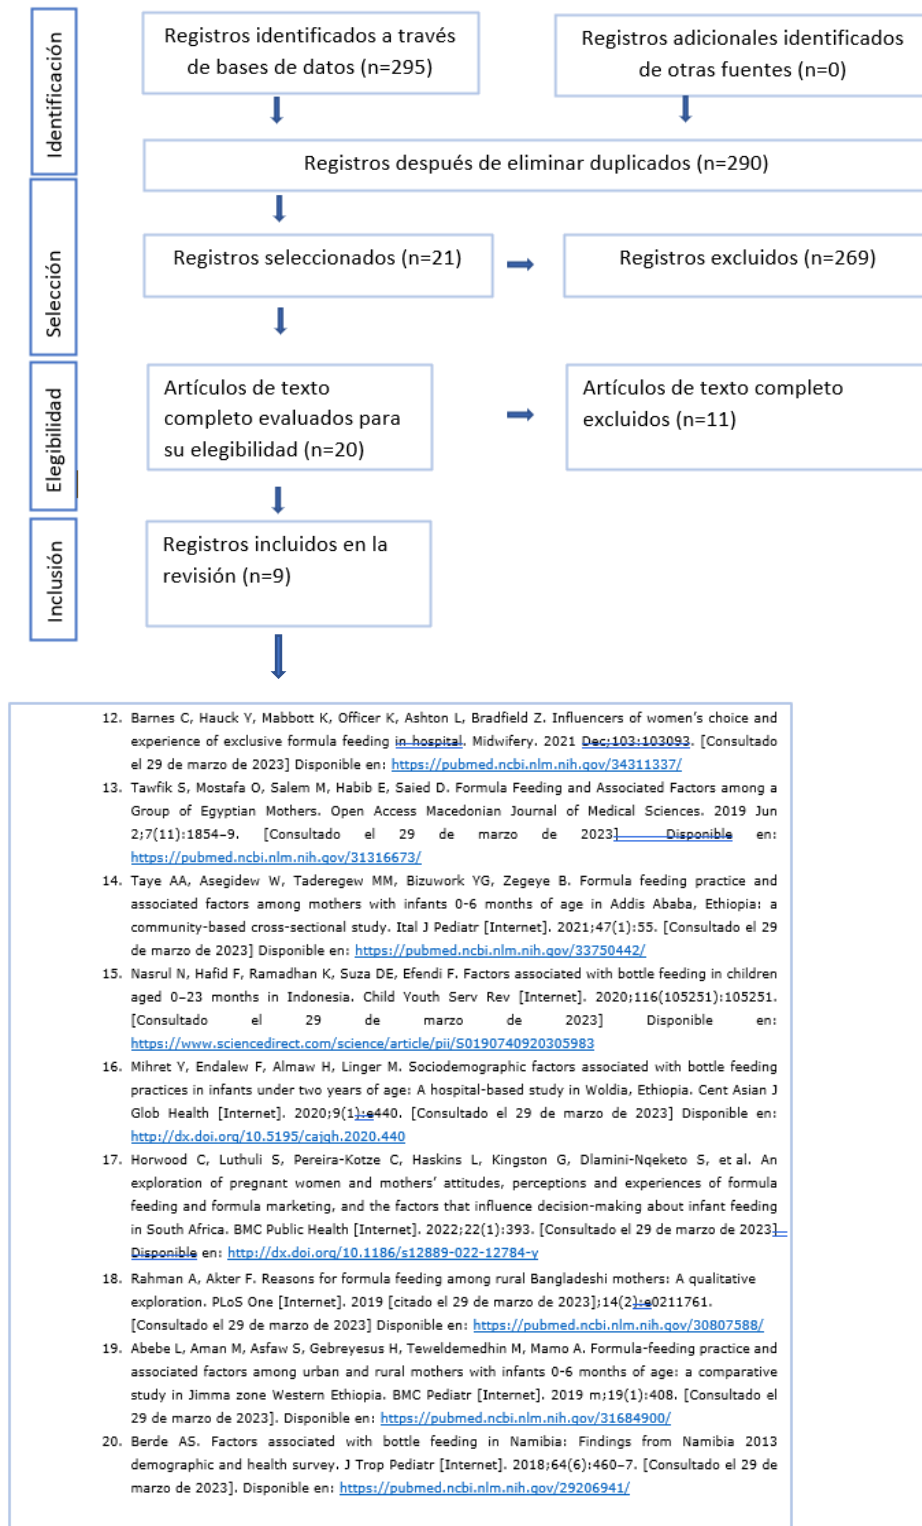 Identificación
Registros identificados a través
de bases de datos (n=295)
Registros adicionales identificados
de otras fuentes (n=0)
Registros después de eliminar duplicados (n=290)
Selección
Registros seleccionados (n=21)
Registros excluidos (n=269)
Elegibilidad
Artículos de texto
completo evaluados para
su elegibilidad (n=20)
Artículos de texto completo
excluidos (n=11)
Inclusión
Registros incluidos en la
revisión (n=9)
12. Barnes C, Hauck Y, Mabbott K, Officer K, Ashton L, Bradfield Z. Influencers of women’s choice and
experience of exclusive formula feeding in hospital. Midwifery. 2021 Dec;103:103093. [Consultado
el 29 de marzo de 2023] Disponible en: https://pubmed.ncbi.nlm.nih.gov/34311337/
13. Tawfik S, Mostafa O, Salem M, Habib E, Saied D. Formula Feeding and Associated Factors among a
Group of Egyptian Mothers. Open Access Macedonian Journal of Medical Sciences. 2019 Jun
2;7(11):1854–9. [Consultado el 29 de marzo de 2023] Disponible en:
https://pubmed.ncbi.nlm.nih.gov/31316673/
14. Taye AA, Asegidew W, Taderegew MM, Bizuwork YG, Zegeye B. Formula feeding practice and
associated factors among mothers with infants 0-6 months of age in Addis Ababa, Ethiopia: a
community-based cross-sectional study. Ital J Pediatr [Internet]. 2021;47(1):55. [Consultado el 29
de marzo de 2023] Disponible en: https://pubmed.ncbi.nlm.nih.gov/33750442/
15. Nasrul N, Hafid F, Ramadhan K, Suza DE, Efendi F. Factors associated with bottle feeding in children
aged 0–23 months in Indonesia. Child Youth Serv Rev [Internet]. 2020;116(105251):105251.
[Consultado el 29 de marzo de 2023] Disponible en:
https://www.sciencedirect.com/science/article/pii/S0190740920305983
16. Mihret Y, Endalew F, Almaw H, Linger M. Sociodemographic factors associated with bottle feeding
practices in infants under two years of age: A hospital-based study in Woldia, Ethiopia. Cent Asian J
Glob Health [Internet]. 2020;9(1):e440. [Consultado el 29 de marzo de 2023] Disponible en:
http://dx.doi.org/10.5195/cajgh.2020.440
17. Horwood C, Luthuli S, Pereira-Kotze C, Haskins L, Kingston G, Dlamini-Nqeketo S, et al. An
exploration of pregnant women and mothers’ attitudes, perceptions and experiences of formula
feeding and formula marketing, and the factors that influence decision-making about infant feeding
in South Africa. BMC Public Health [Internet]. 2022;22(1):393. [Consultado el 29 de marzo de 2023]
Disponible en: http://dx.doi.org/10.1186/s12889-022-12784-y
18. Rahman A, Akter F. Reasons for formula feeding among rural Bangladeshi mothers: A qualitative
exploration. PLoS One [Internet]. 2019 [citado el 29 de marzo de 2023];14(2):e0211761.
[Consultado el 29 de marzo de 2023] Disponible en: https://pubmed.ncbi.nlm.nih.gov/30807588/
19. Abebe L, Aman M, Asfaw S, Gebreyesus H, Teweldemedhin M, Mamo A. Formula-feeding practice and
associated factors among urban and rural mothers with infants 0-6 months of age: a comparative
study in Jimma zone Western Ethiopia. BMC Pediatr [Internet]. 2019 m;19(1):408. [Consultado el
29 de marzo de 2023]. Disponible en: https://pubmed.ncbi.nlm.nih.gov/31684900/
20. Berde AS. Factors associated with bottle feeding in Namibia: Findings from Namibia 2013
demographic and health survey. J Trop Pediatr [Internet]. 2018;64(6):460–7. [Consultado el 29 de
marzo de 2023]. Disponible en: https://pubmed.ncbi.nlm.nih.gov/29206941/